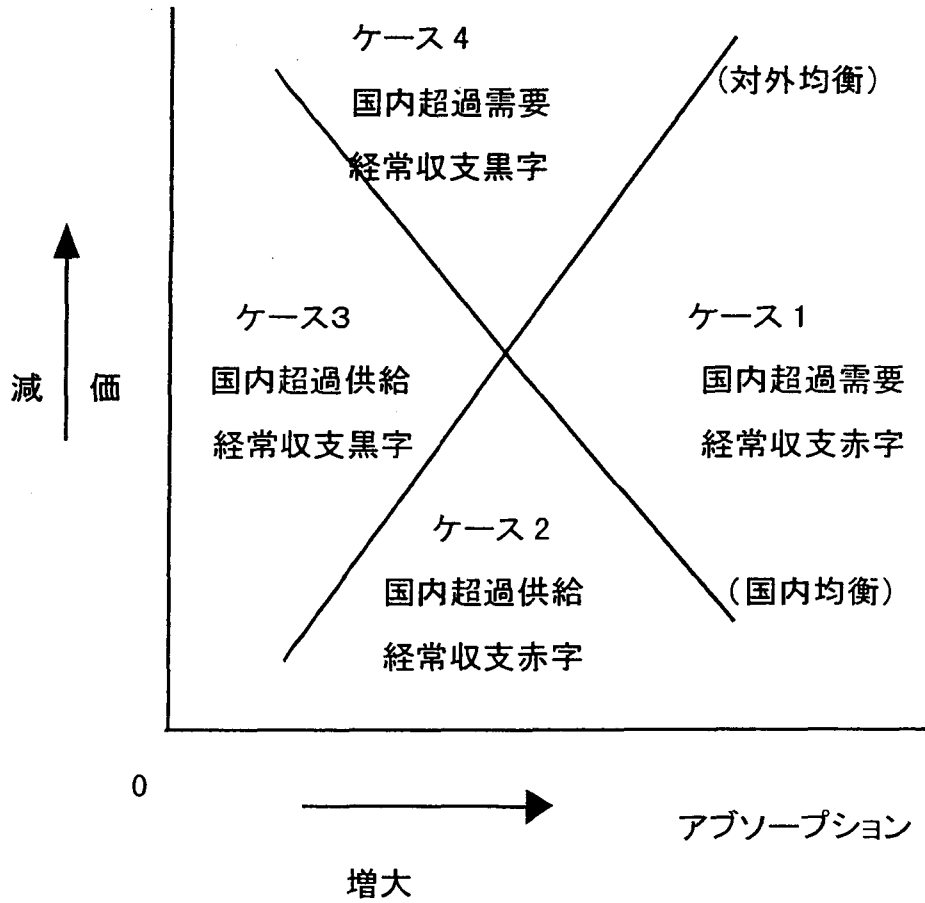 ケース4
国内超過需要
経常収支黒字
(対外均衡)
ケース3
国内超過供給
経常収支黒字
ケース1
国内超過需要
経常収支赤字
減 価
ケース2
国内超過供給
経常収支赤字
(国内均衡)
0
アブソープション
増大